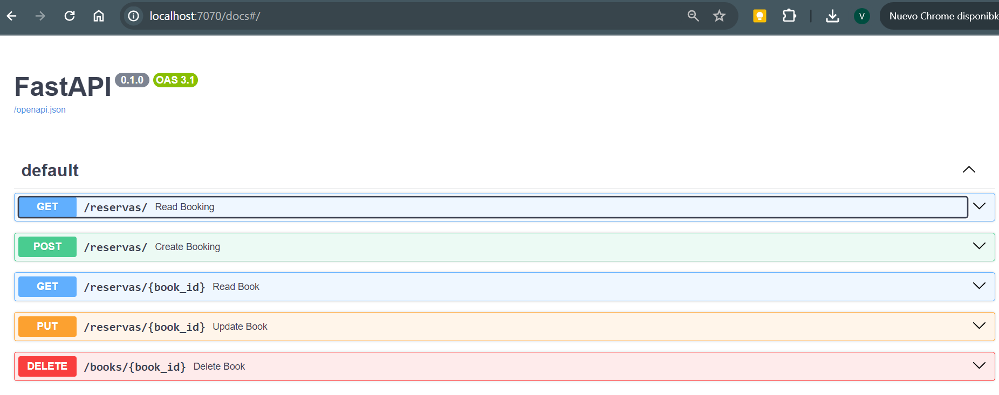 localhost:7070/docs#/
V
Nuevo Chrome disponible
FastAPI 0.1.0 OAS 3.1
/openapi.json
default
GET /reservas/ Read Booking
POST /reservas/ Create Booking
GET /reservas/{book_id} Read Book
PUT /reservas/{book_id} Update Book
DELETE /books/{book_id} Delete Book